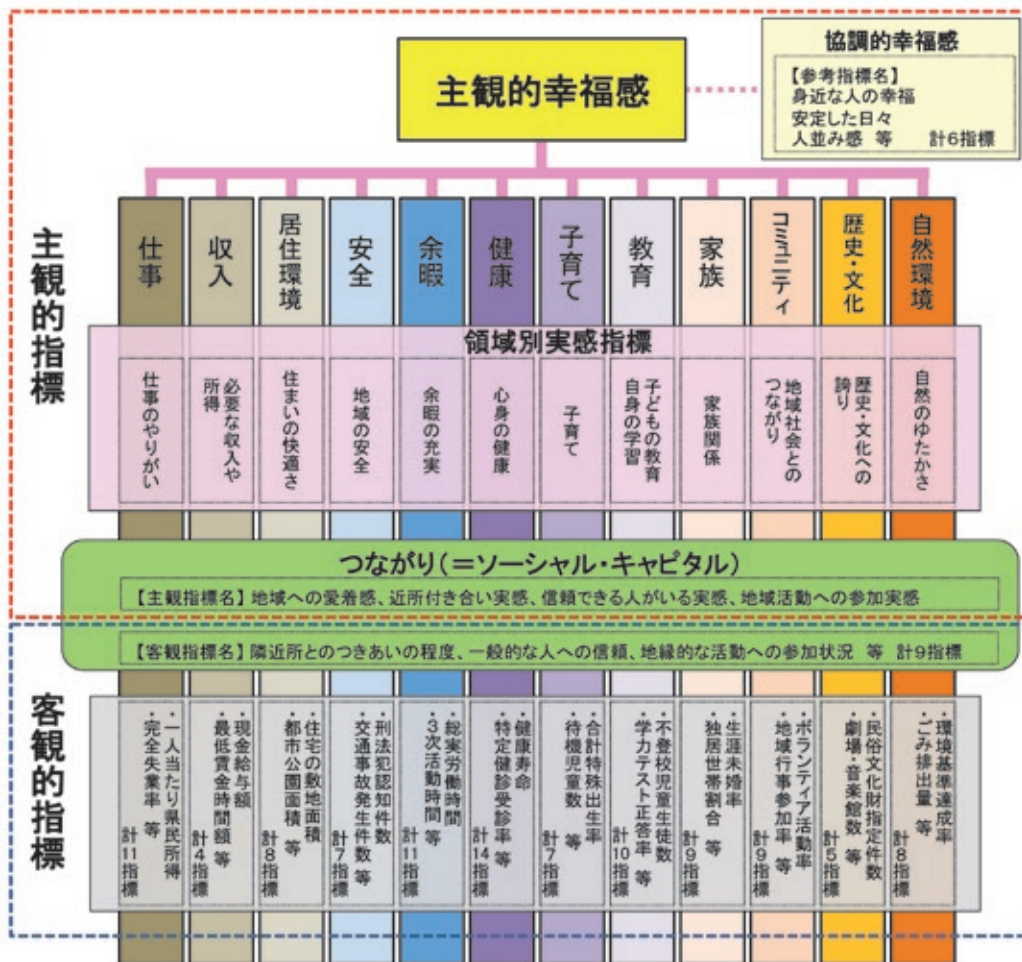 主観的幸福感
協調的幸福感
【参考指標名】
身近な人の幸福
安定した日々
人並み感 等 計6指標
主観的指標
仕事
収入
居住環境
安全
余暇
健康
子育て
教育
家族
コミュニティ
歴史・文化
自然環境
領域別実感指標
仕事のやりがい
必要な収入や
所得
住まいの快適さ
地域の安全
余暇の充実
心身の健康
子育て
子どもの教育
自身の学習
家族関係
地域社会との
つながり
歴史・文化への
誇り
自然のゆたかさ
つながり(=ソーシャル・キャピタル)
【主観指標名】地域への愛着感、近所付き合い実感、信頼できる人がいる実感、地域活動への参加実感
【客観指標名】隣近所とのつきあいの程度、一般的な人への信頼、地縁的な活動への参加状況 等 計9指標
客観的指標
・一人当たり県民所得
・完全失業率 等
計11指標
・現金給与額
・最低賃金時間額 等
計4指標
・住宅の敷地面積
・都市公園面積 等
計8指標
・刑法犯認知件数
・交通事故発生件数 等
計7指標
・総実労働時間
・3次活動時間 等
計11指標
・健康寿命
・特定健診受診率 等
計14指標
・合計特殊出生率
・待機児童数 等
計7指標
・不登校児童生徒数
・学力テスト正答率 等
計10指標
・生涯未婚率
・独居世帯割合 等
計9指標
・ボランティア活動率
・地域行事参加率 等
計9指標
・民俗文化財指定件数
・劇場・音楽館数 等
計5指標
・環境基準達成率
・ごみ排出量 等
計8指標